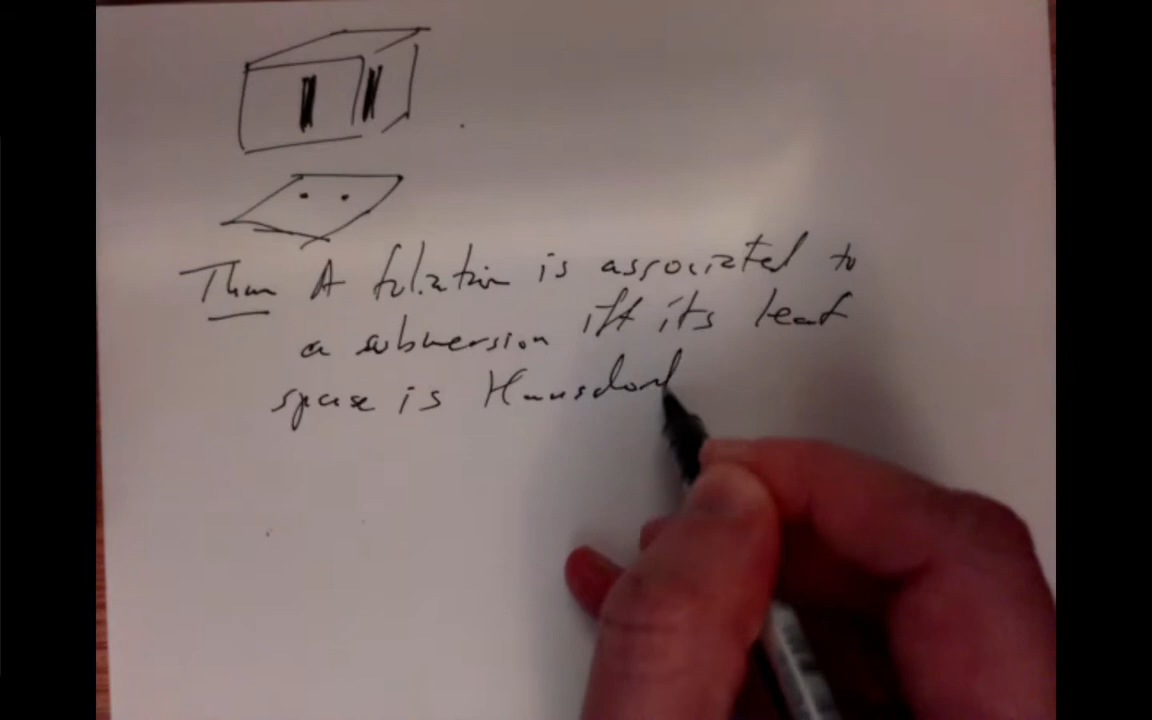 Thm A foliation is associated to
a submersion iff its leaf
space is Hausdorf